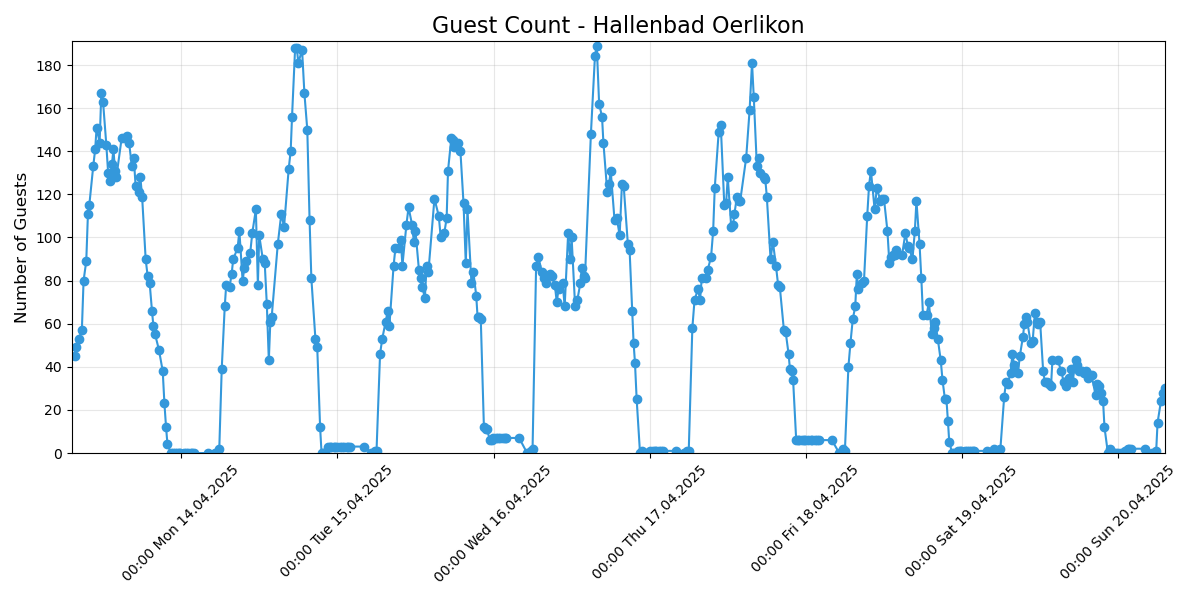 Guest Count - Hallenbad Oerlikon
Number of Guests
180
160
140
120
100
80
60
40
20
0
00:00 Mon 14.04.2025
00:00 Tue 15.04.2025
00:00 Wed 16.04.2025
00:00 Thu 17.04.2025
00:00 Fri 18.04.2025
00:00 Sat 19.04.2025
00:00 Sun 20.04.2025